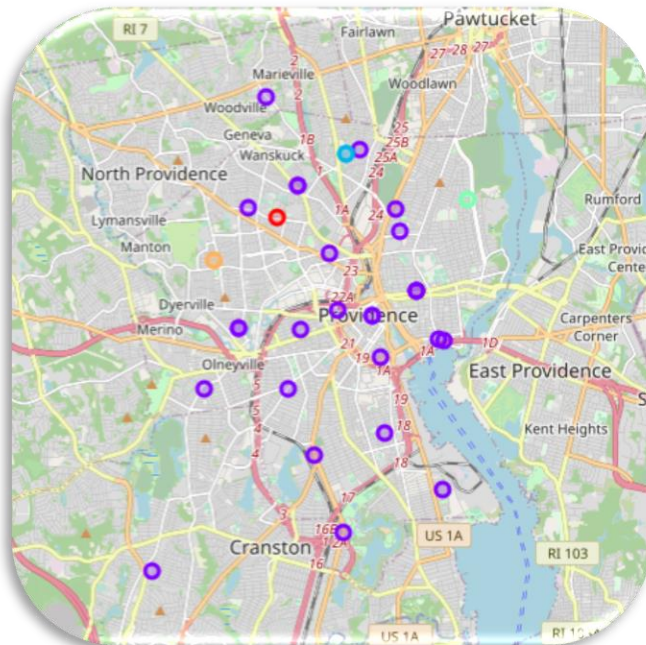 Pawtucket
RI 7
Fairlawn
27 28 27
2
Marieville
Woodlawn
2
Woodville
25
Geneva
1B
25B
Wanskuck
25A
1
24
North Providence
Rumford
1A
24
Lymansville
Manton
East Provid
Cente
23
Dyerville
22A
Providence
Carpenters
Corner
Merino
21
1A
1D
19
Olneyville
1A
East Providence
5
19
S
5
4
18
Kent Heights
4
18
17
3
16B
US 1A
Cranston
2A
RI 103
16
US 1A